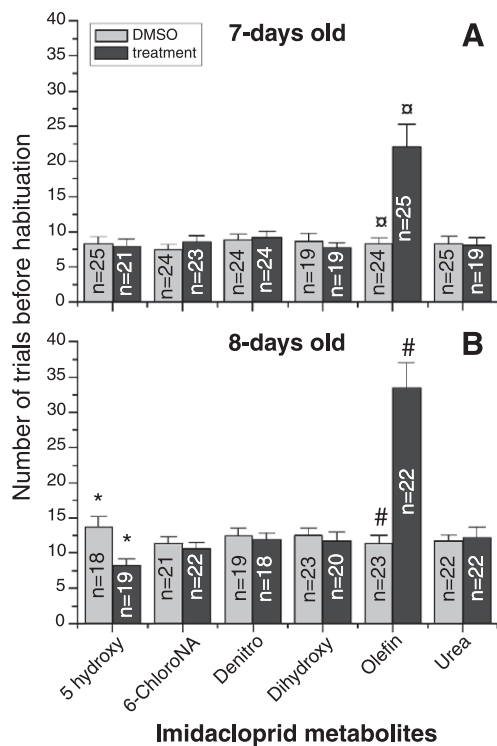 DMSO
treatment
7-days old
A
40
35
30
25
20
15
10
5
0
¤
¤
n=25
n=21
n=24
n=23
n=24
n=24
n=19
n=19
n=24
n=25
n=25
n=19
Number of trials before habituation
8-days old
B
40
35
30
25
20
15
10
5
0
*
*
#
#
n=18
n=19
n=21
n=22
n=19
n=18
n=23
n=20
n=23
n=22
n=22
n=22
5 hydroxy
6-ChloroNA
Denitro
Dihydroxy
Olefin
Urea
Imidacloprid metabolites